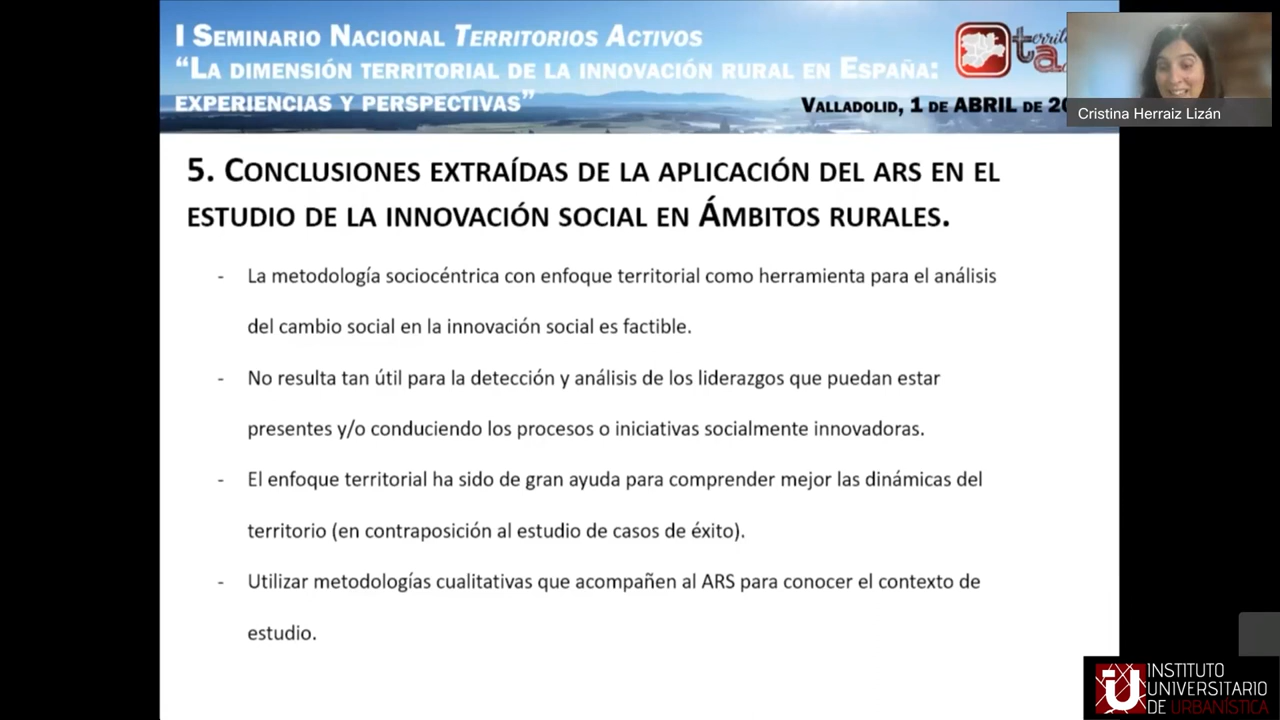 I Seminario Nacional Territorios Activos
“La dimensión territorial de la innovación rural en España:
experiencias y perspectivas”
Valladolid, 1 de ABRIL de
Cristina Herraiz Lizán
5. Conclusiones extraídas de la aplicación del ARS en el
estudio de la innovación social en Ámbitos rurales.
- La metodología sociocéntrica con enfoque territorial como herramienta para el análisis
del cambio social en la innovación social es factible.
- No resulta tan útil para la detección y análisis de los liderazgos que puedan estar
presentes y/o conduciendo los procesos o iniciativas socialmente innovadoras.
- El enfoque territorial ha sido de gran ayuda para comprender mejor las dinámicas del
territorio (en contraposición al estudio de casos de éxito).
- Utilizar metodologías cualitativas que acompañen al ARS para conocer el contexto de
estudio.
iU
INSTITUTO
UNIVERSITARIO
DE URBANÍSTICA